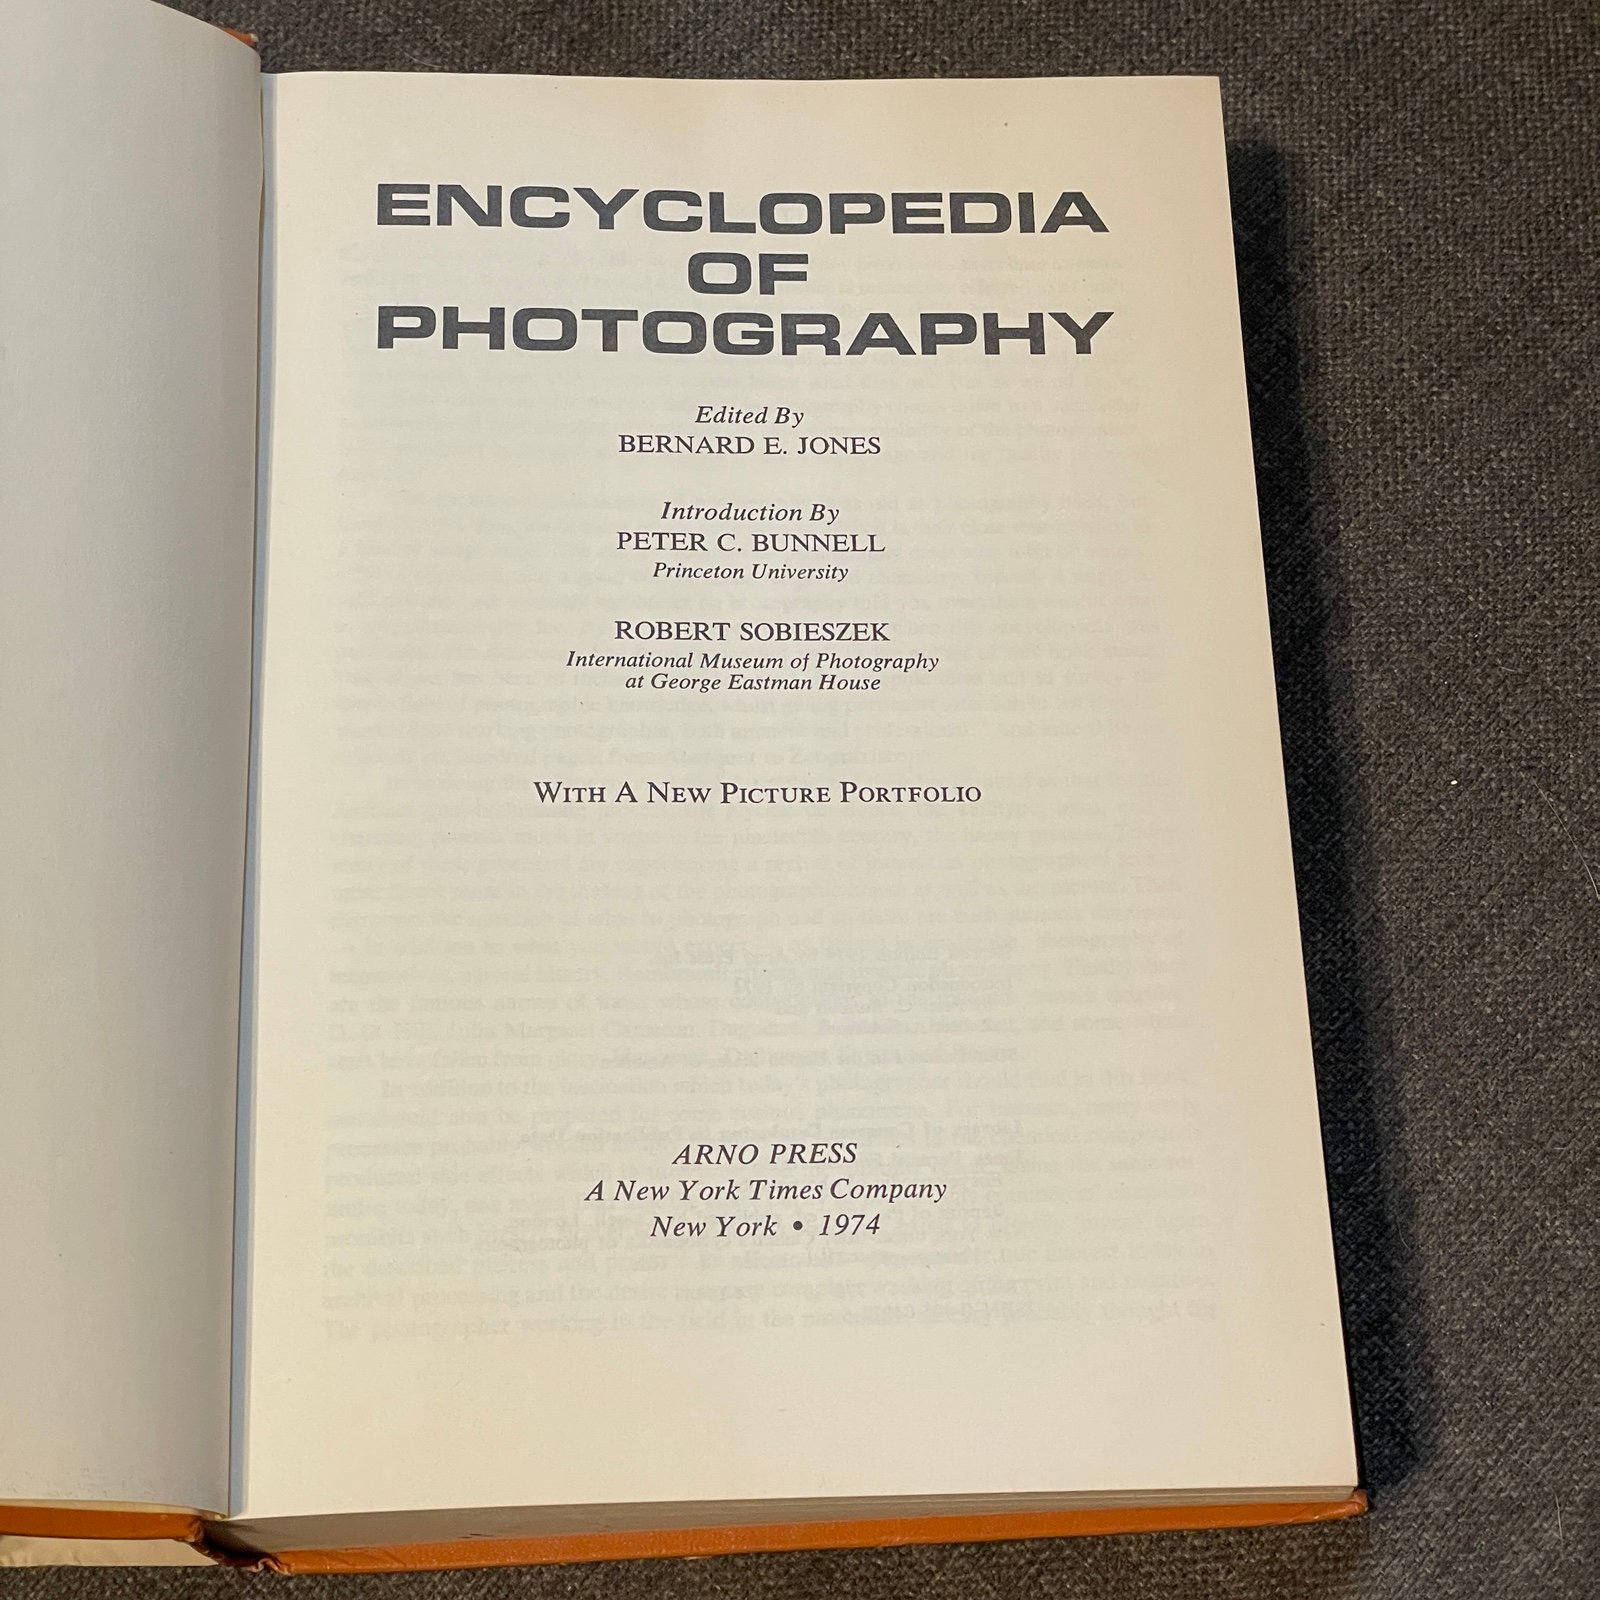 ENCYCLOPEDIA
OF
PHOTOGRAPHY
Edited By
BERNARD E. JONES
Introduction By
PETER C. BUNNELL
Princeton University
ROBERT SOBIESZEK
International Museum of Photography
at George Eastman House
WITH A NEW PICTURE PORTFOLIO
ARNO PRESS
A New York Times Company
New York • 1974